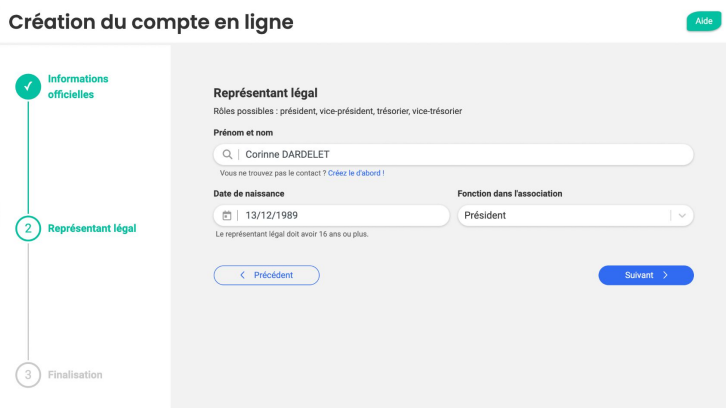 Création du compte en ligne
Aide
Informations
officielles
2
Représentant légal
3
Finalisation
Représentant légal
Rôles possibles : président, vice-président, trésorier, vice-trésorier
Prénom et nom
Corinne DARDELET
Vous ne trouvez pas le contact ? Créez le d'abord !
Date de naissance
Fonction dans l'association
13/12/1989
Président
Le représentant légal doit avoir 16 ans ou plus.
Précédent
Suivant